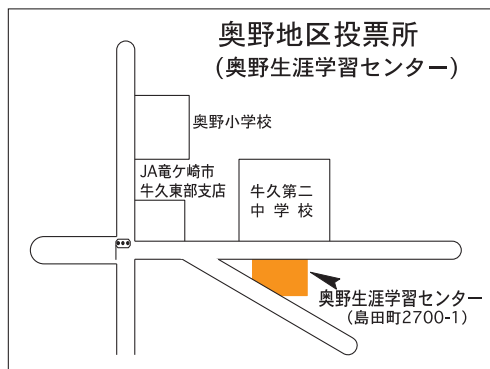 奥野地区投票所
(奥野生涯学習センター)
奥野小学校
JA竜ケ崎市
牛久東部支店
牛久第二
中学校
奥野生涯学習センター
(島田町2700-1)